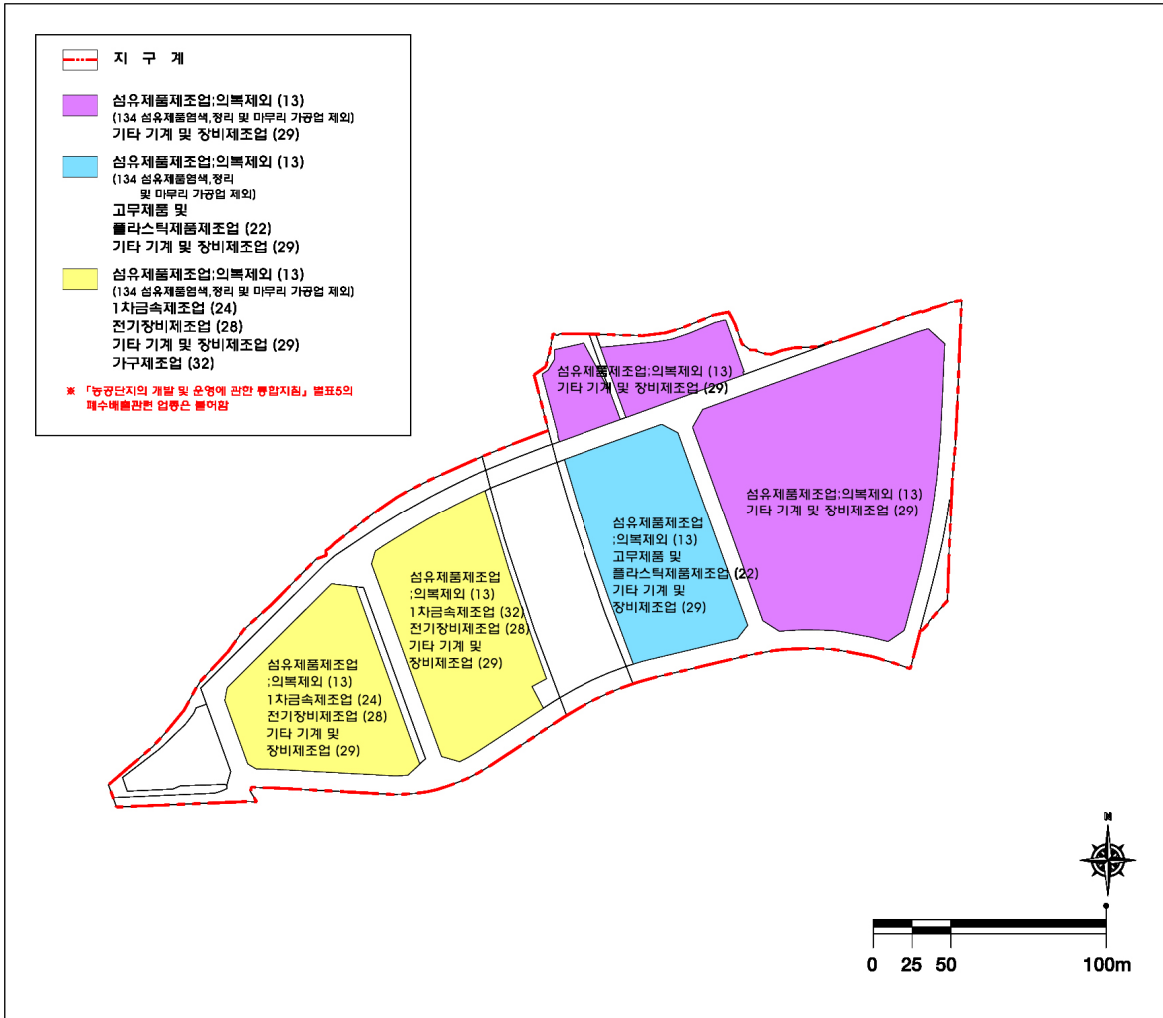 지 구 계
섬유제품제조업;의복제외 (13)
(134 섬유제품염색,정리 및 마무리 가공업 제외)
기타 기계 및 장비제조업 (29)
섬유제품제조업;의복제외 (13)
(134 섬유제품염색,정리
및 마무리 가공업 제외)
고무제품 및
플라스틱제품제조업 (22)
기타 기계 및 장비제조업 (29)
섬유제품제조업;의복제외 (13)
(134 섬유제품염색,정리 및 마무리 가공업 제외)
1차금속제조업 (24)
전기장비제조업 (28)
기타 기계 및 장비제조업 (29)
가구제조업 (32)
※ 「농공단지의 개발 및 운영에 관한 통합지침」 별표5의
폐수배출관련 업종은 불허함
섬유제품제조업;의복제외 (13)
기타 기계 및 장비제조업 (29)
섬유제품제조업;의복제외 (13)
기타 기계 및 장비제조업 (29)
섬유제품제조업
;의복제외 (13)
고무제품 및
플라스틱제품제조업 (22)
기타 기계 및
장비제조업 (29)
섬유제품제조업
;의복제외 (13)
1차금속제조업 (32)
전기장비제조업 (28)
기타 기계 및
장비제조업 (29)
섬유제품제조업
;의복제외 (13)
1차금속제조업 (24)
전기장비제조업 (28)
기타 기계 및
장비제조업 (29)
N
0 25 50 100m